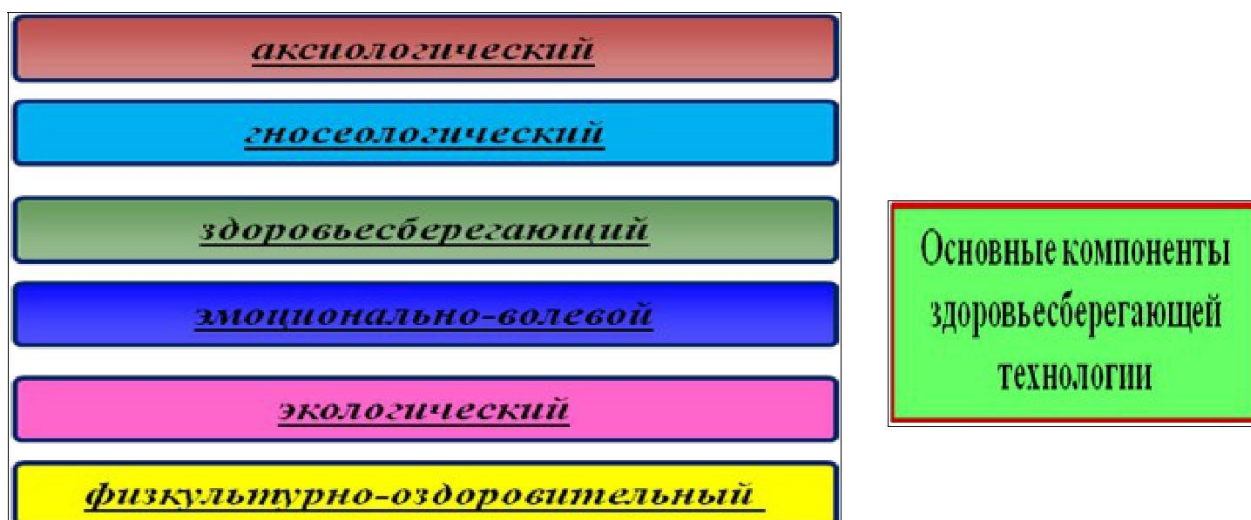 аксиологический
гносеологический
здоровьесберегающий
эмоционально-волевой
экологический
физкультурно-оздоровительный
Основные компоненты
здоровьесберегающей
технологии